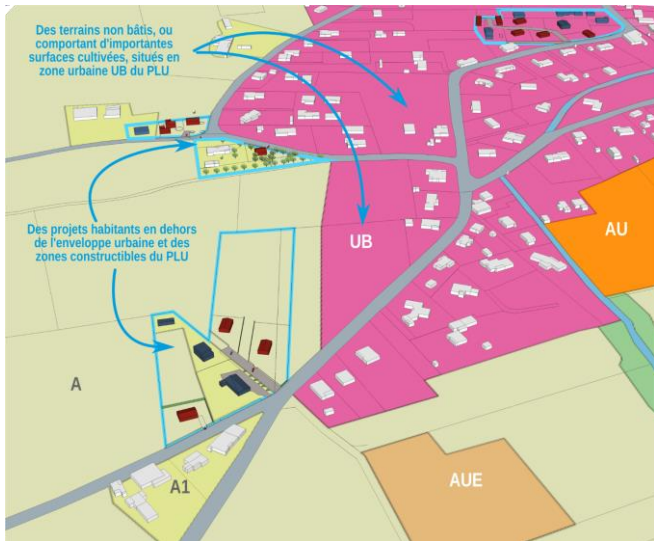 Des terrains non bâtis, ou
comportant d'importantes
surfaces cultivées, situés en
zone urbaine UB du PLU
Des projets habitants en dehors
de l'enveloppe urbaine et des
zones constructibles du PLU
UB
AU
A
A1
AUE